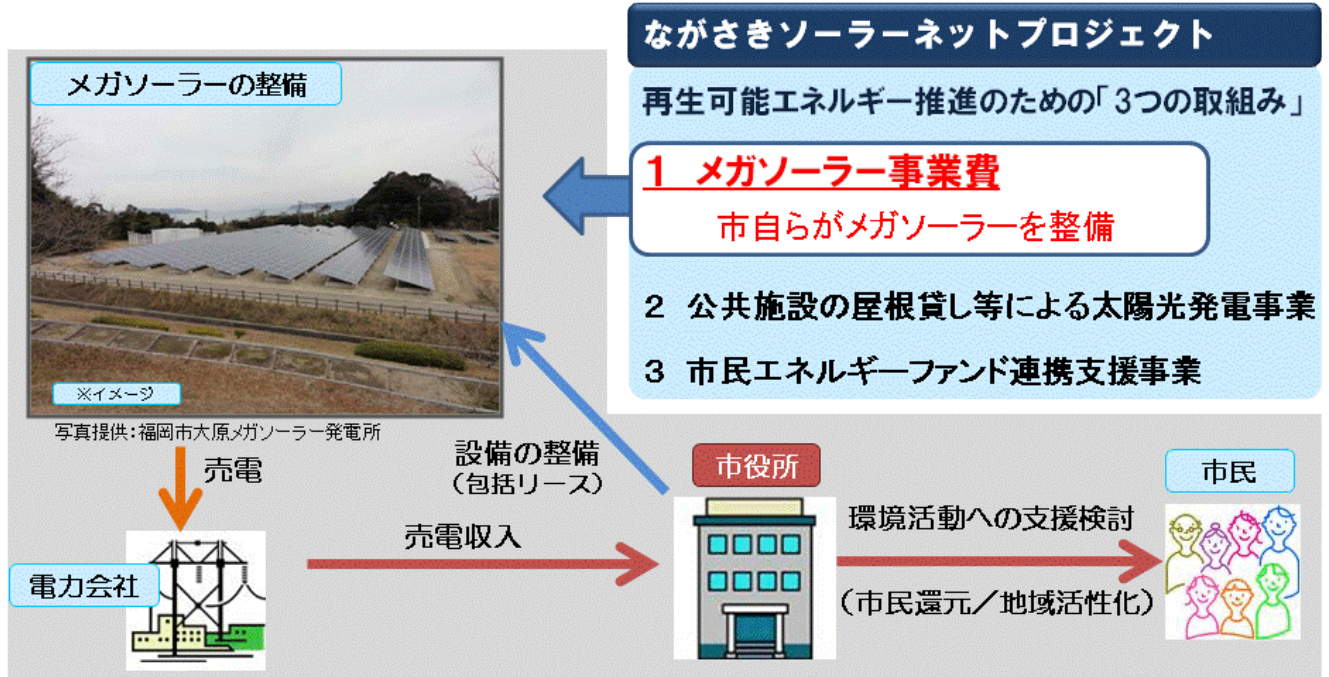 ながさきソーラーネットプロジェクト
再生可能エネルギー推進のための「3つの取組み」
1 メガソーラー事業費
市自らがメガソーラーを整備
2 公共施設の屋根貸し等による太陽光発電事業
3 市民エネルギーファンド連携支援事業
メガソーラーの整備
※イメージ
写真提供:福岡市大原メガソーラー発電所
売電
電力会社
売電収入
設備の整備
(包括リース)
市役所
環境活動への支援検討
(市民還元/地域活性化)
市民